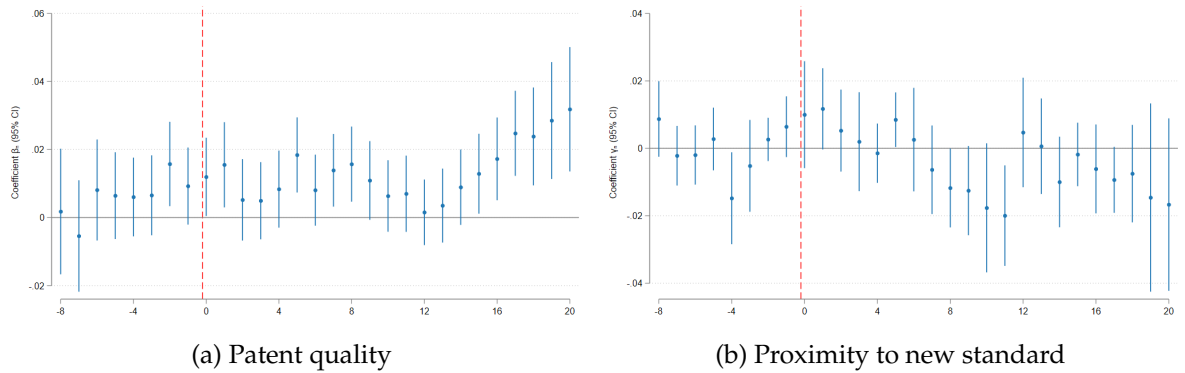 .06
.04
.02
0
-.02
Coefficient βₙ (95% CI)
-8 -4 0 4 8 12 16 20
(a) Patent quality
.04
.02
0
-.02
-.04
Coefficient γₙ (95% CI)
-8 -4 0 4 8 12 16 20
(b) Proximity to new standard